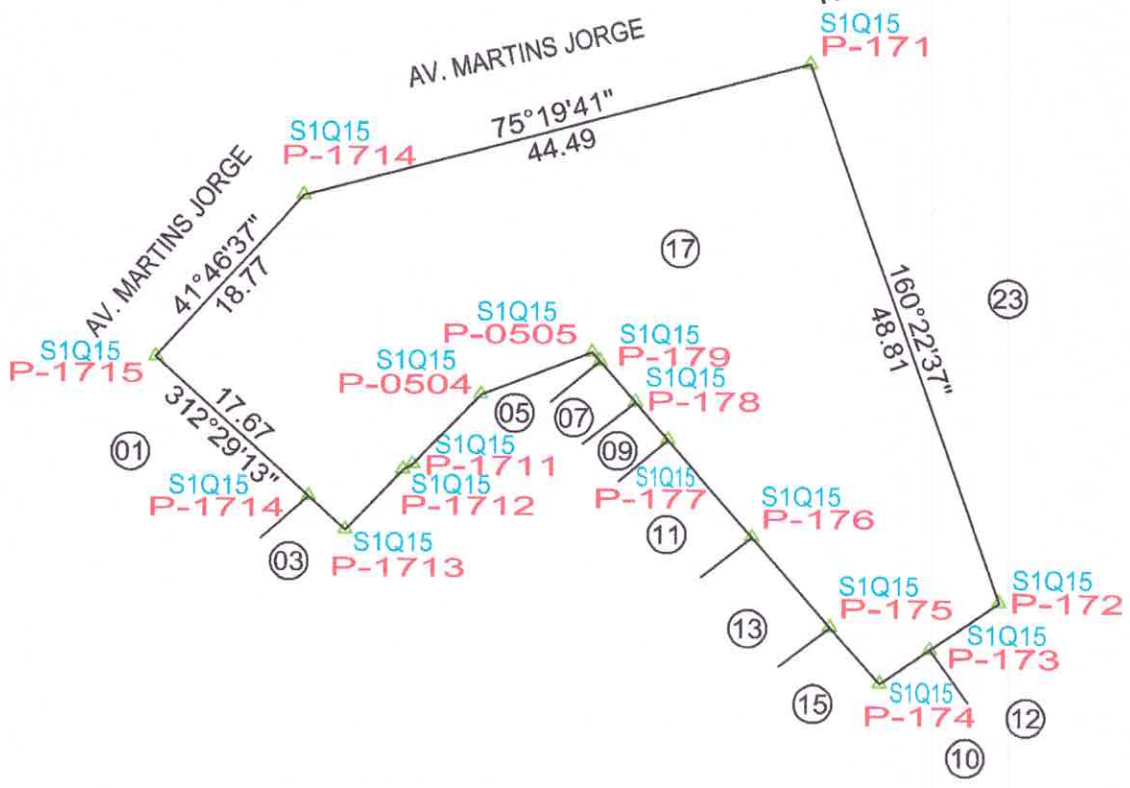 S1Q15
P-171
AV. MARTINS JORGE
75°19'41"
44.49
S1Q15
P-1714
AV. MARTINS JORGE
41°46'37"
18.77
17
160°22'37"
48.81
23
S1Q15
P-0505
S1Q15
P-179
S1Q15
P-1715
S1Q15
P-0504
S1Q15
P-178
05
07
09
17.67
312°29'13"
01
S1Q15
P-1711
S1Q15
P-1712
S1Q15
P-1714
S1Q15
P-177
S1Q15
P-176
11
S1Q15
P-1713
03
S1Q15
P-175
S1Q15
P-172
13
S1Q15
P-173
S1Q15
P-174
15
12
10